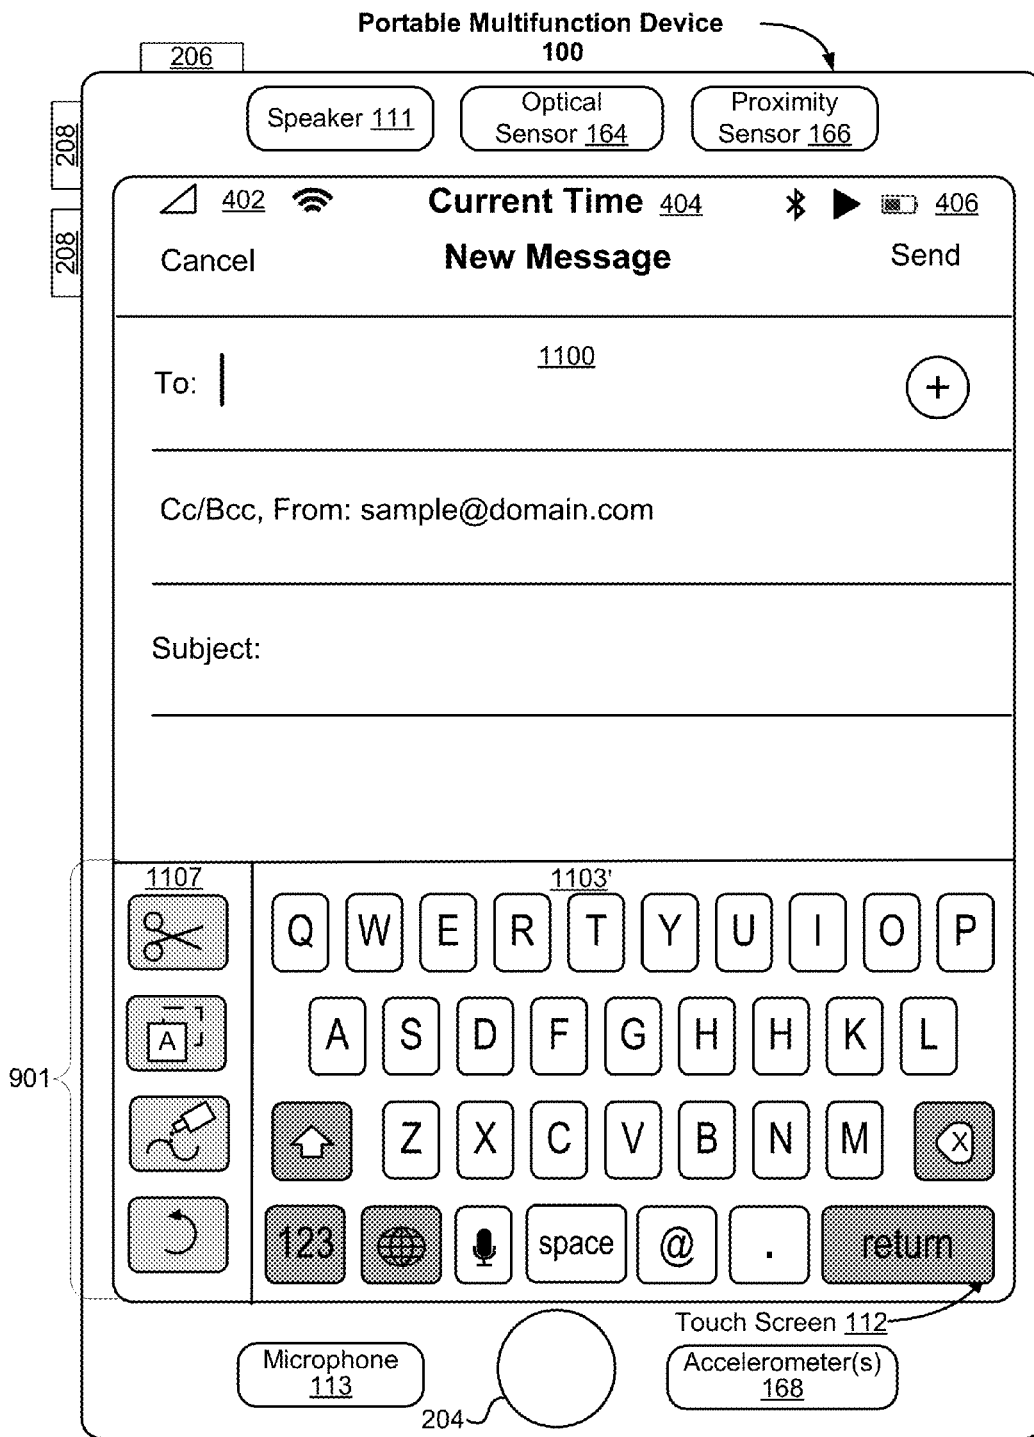 Portable Multifunction Device
100
206
208
208
Speaker 111
Optical
Sensor 164
Proximity
Sensor 166
402
Current Time 404
406
Cancel
New Message
Send
1100
To:
+
Cc/Bcc, From: sample@domain.com
Subject:
901
1107
1103'
Q W E R T Y U I O P
A
A S D F G H H K L
Z X C V B N M X
123 space @ . return
Touch Screen 112
Microphone
113
204
Accelerometer(s)
168